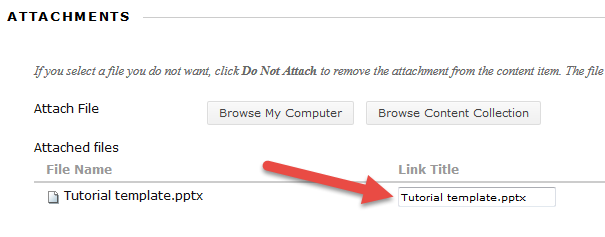 ATTACHMENTS
If you select a file you do not want, click Do Not Attach to remove the attachment from the content item. The file
Attach File Browse My Computer Browse Content Collection
Attached files
File Name Link Title
Tutorial template.pptx Tutorial template.pptx